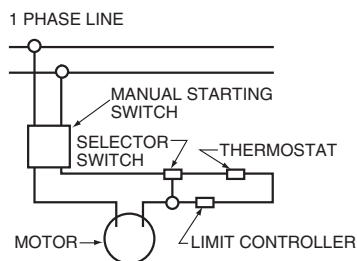 1 PHASE LINE
MANUAL STARTING
SWITCH
SELECTOR
SWITCH
THERMOSTAT
MOTOR
LIMIT CONTROLLER